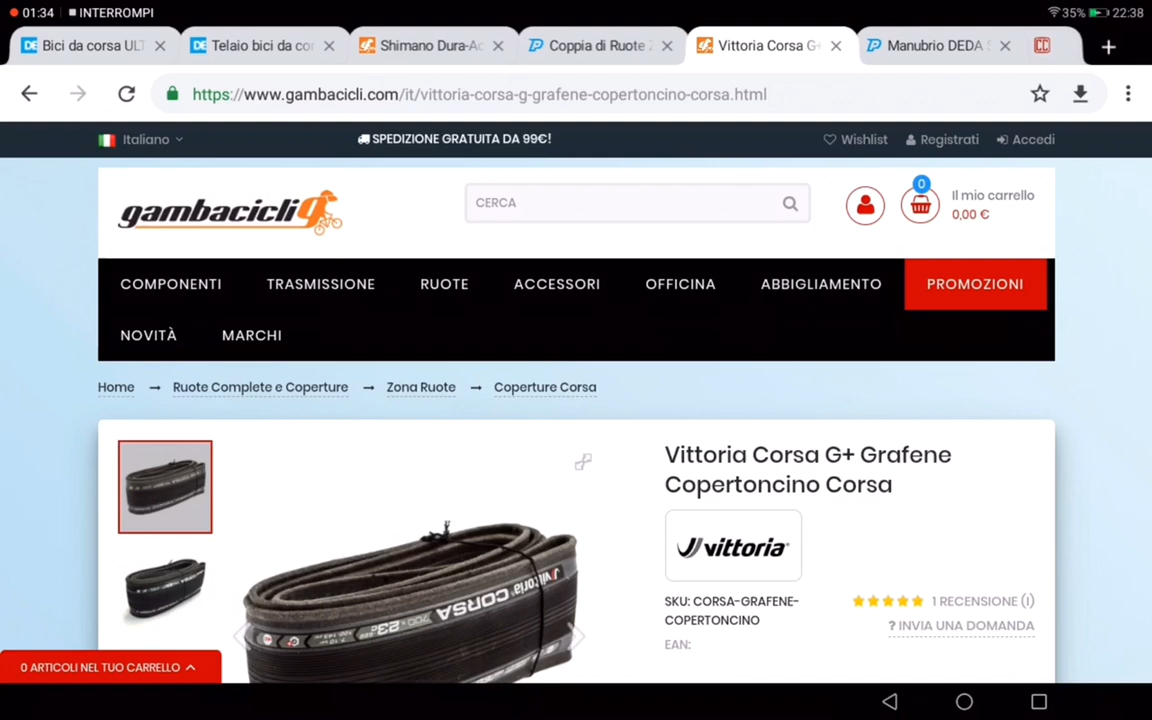 01:34 INTERROMPI 35% 22:38
Bici da corsa ULT Telaio bici da cor Shimano Dura-Ac Coppia di Ruote Z Vittoria Corsa G+ Manubrio DEDA S
https://www.gambacicli.com/it/vittoria-corsa-g-grafene-copertoncino-corsa.html
Italiano SPEDIZIONE GRATUITA DA 99€! Wishlist Registrati Accedi
gambacicli
CERCA
0
Il mio carrello
0,00 €
COMPONENTI TRASMISSIONE RUOTE ACCESSORI OFFICINA ABBIGLIAMENTO PROMOZIONI
NOVITÀ MARCHI
Home → Ruote Complete e Coperture → Zona Ruote → Coperture Corsa
Vittoria Corsa G+ Grafene
Copertoncino Corsa
vittoria
SKU: CORSA-GRAFENE-
COPERTONCINO
1 RECENSIONE (I)
? INVIA UNA DOMANDA
EAN:
vittoria CORSA 700x23c
0 ARTICOLI NEL TUO CARRELLO